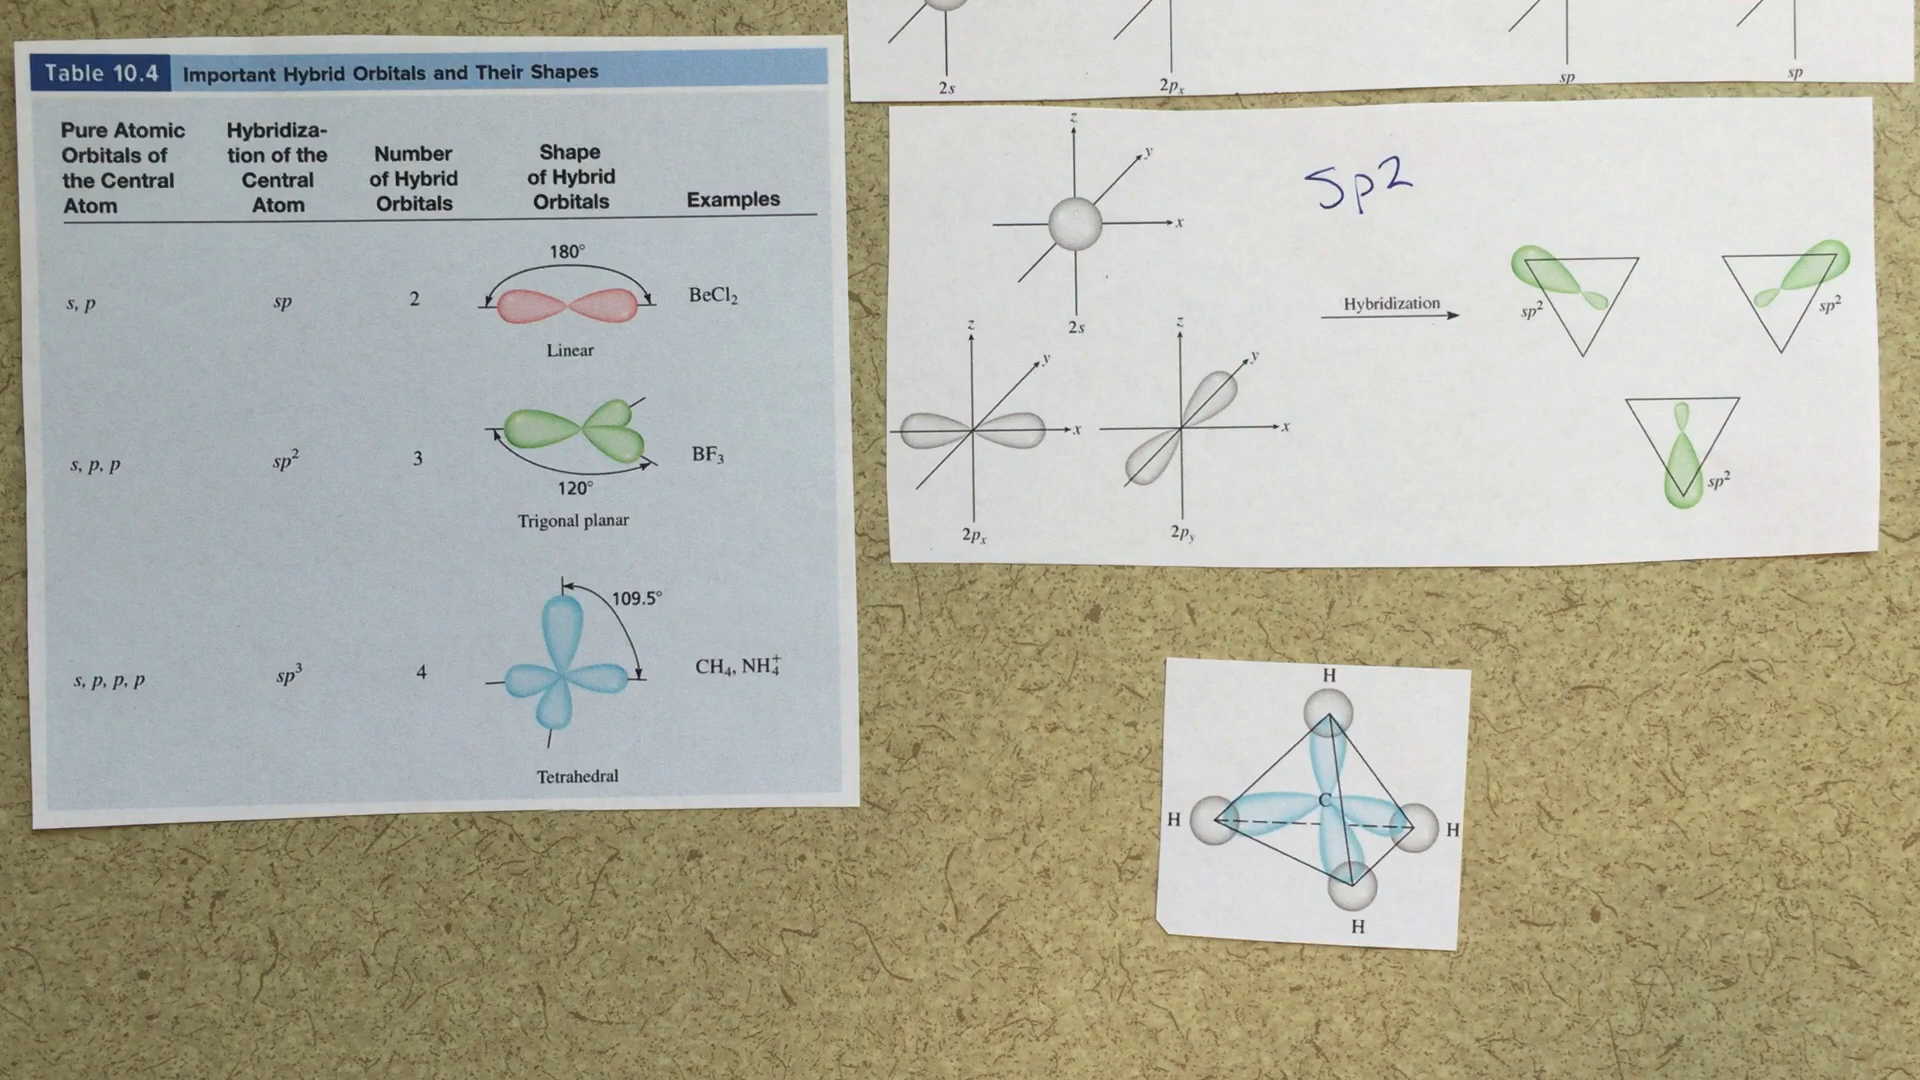 Table 10.4 Important Hybrid Orbitals and Their Shapes
Pure Atomic Orbitals of the Central Atom
Hybridiza-tion of the Central Atom
Number of Hybrid Orbitals
Shape of Hybrid Orbitals
Examples
s, p
sp
2
180°
Linear
BeCl₂
s, p, p
sp²
3
120°
Trigonal planar
BF₃
s, p, p, p
sp³
4
109.5°
Tetrahedral
CH₄, NH₄⁺
2s
2pₓ
sp
sp
z
y
x
2s
Sp2
z
y
x
2pₓ
z
y
x
2pᵧ
Hybridization
sp²
sp²
sp²
H
H
C
H
H